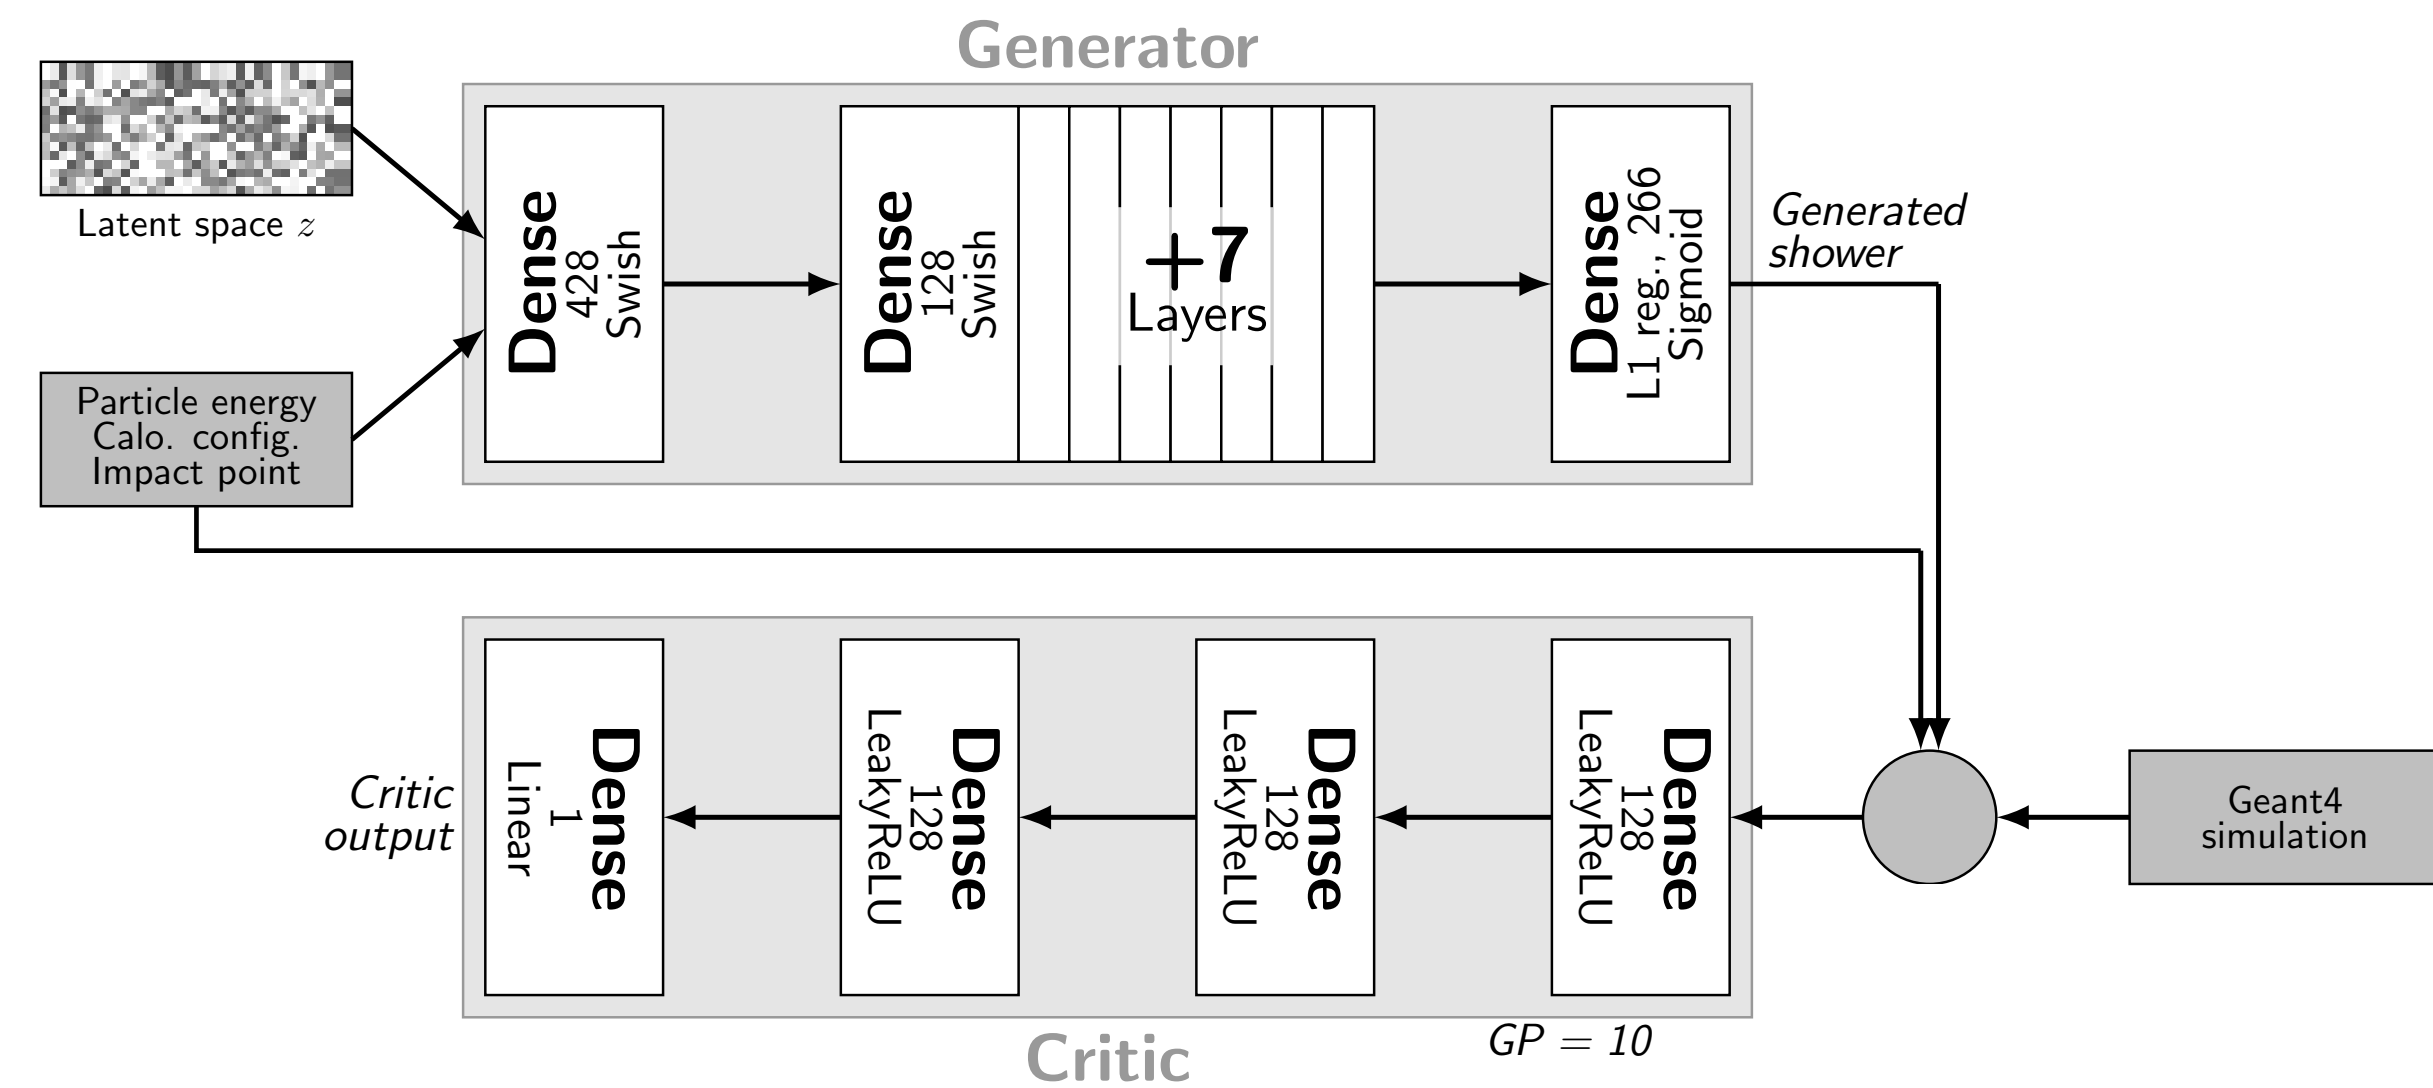 Generator
Latent space z
Particle energy
Calo. config.
Impact point
Dense
428
Swish
Dense
128
Swish
+7
Layers
Dense
L1 reg., 266
Sigmoid
Generated
shower
Critic
output
Dense
1
Linear
Dense
128
LeakyReLU
Dense
128
LeakyReLU
Dense
128
LeakyReLU
Geant4
simulation
GP = 10
Critic